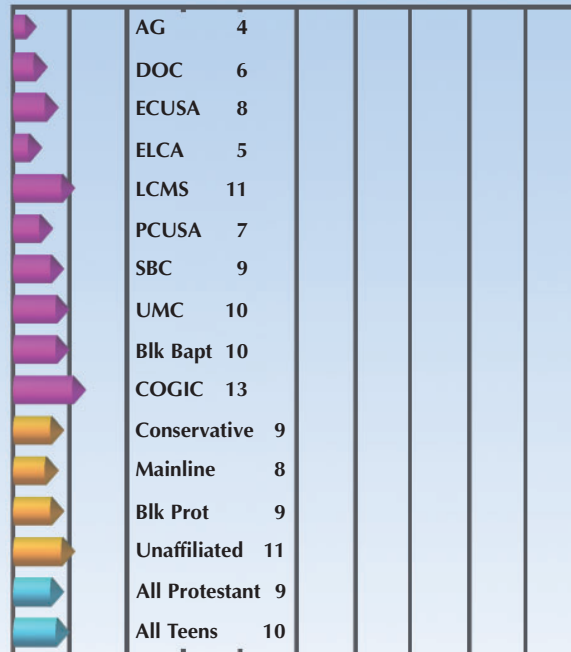 AG 4
DOC 6
ECUSA 8
ELCA 5
LCMS 11
PCUSA 7
SBC 9
UMC 10
Blk Bapt 10
COGIC 13
Conservative 9
Mainline 8
Blk Prot 9
Unaffiliated 11
All Protestant 9
All Teens 10